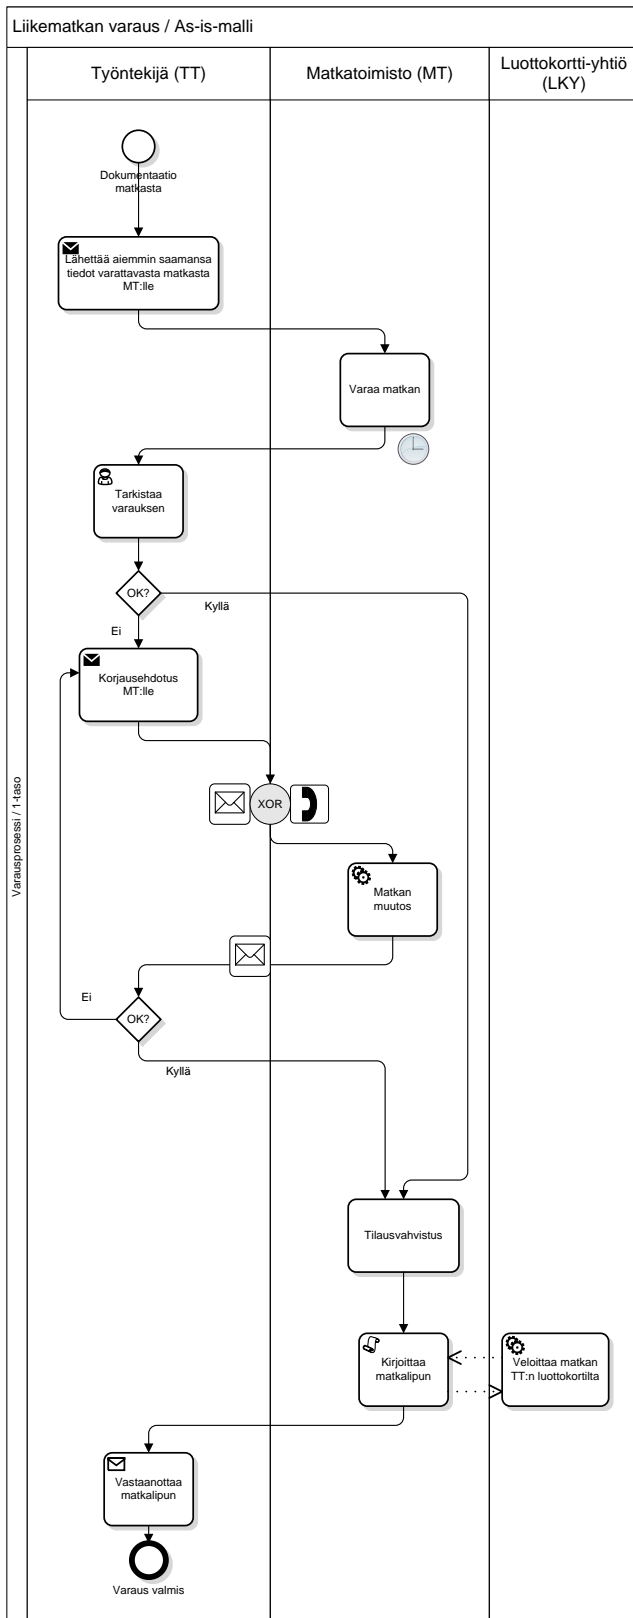 Liikematkan varaus / As-is-malli
Työntekijä (TT)
Matkatoimisto (MT)
Luottokortti-yhtiö
(LKY)
Varausprosessi / 1-taso
Dokumentaatio
matkasta
Lähettää aiemmin saamansa
tiedot varattavasta matkasta
MT:lle
Varaa matkan
Tarkistaa
varauksen
OK?
Kyllä
Ei
Korjausehdotus
MT:lle
XOR
Matkan
muutos
Ei
OK?
Kyllä
Tilausvahvistus
Kirjoittaa
matkalipun
Veloittaa matkan
TT:n luottokortilta
Vastaanottaa
matkalipun
Varaus valmis